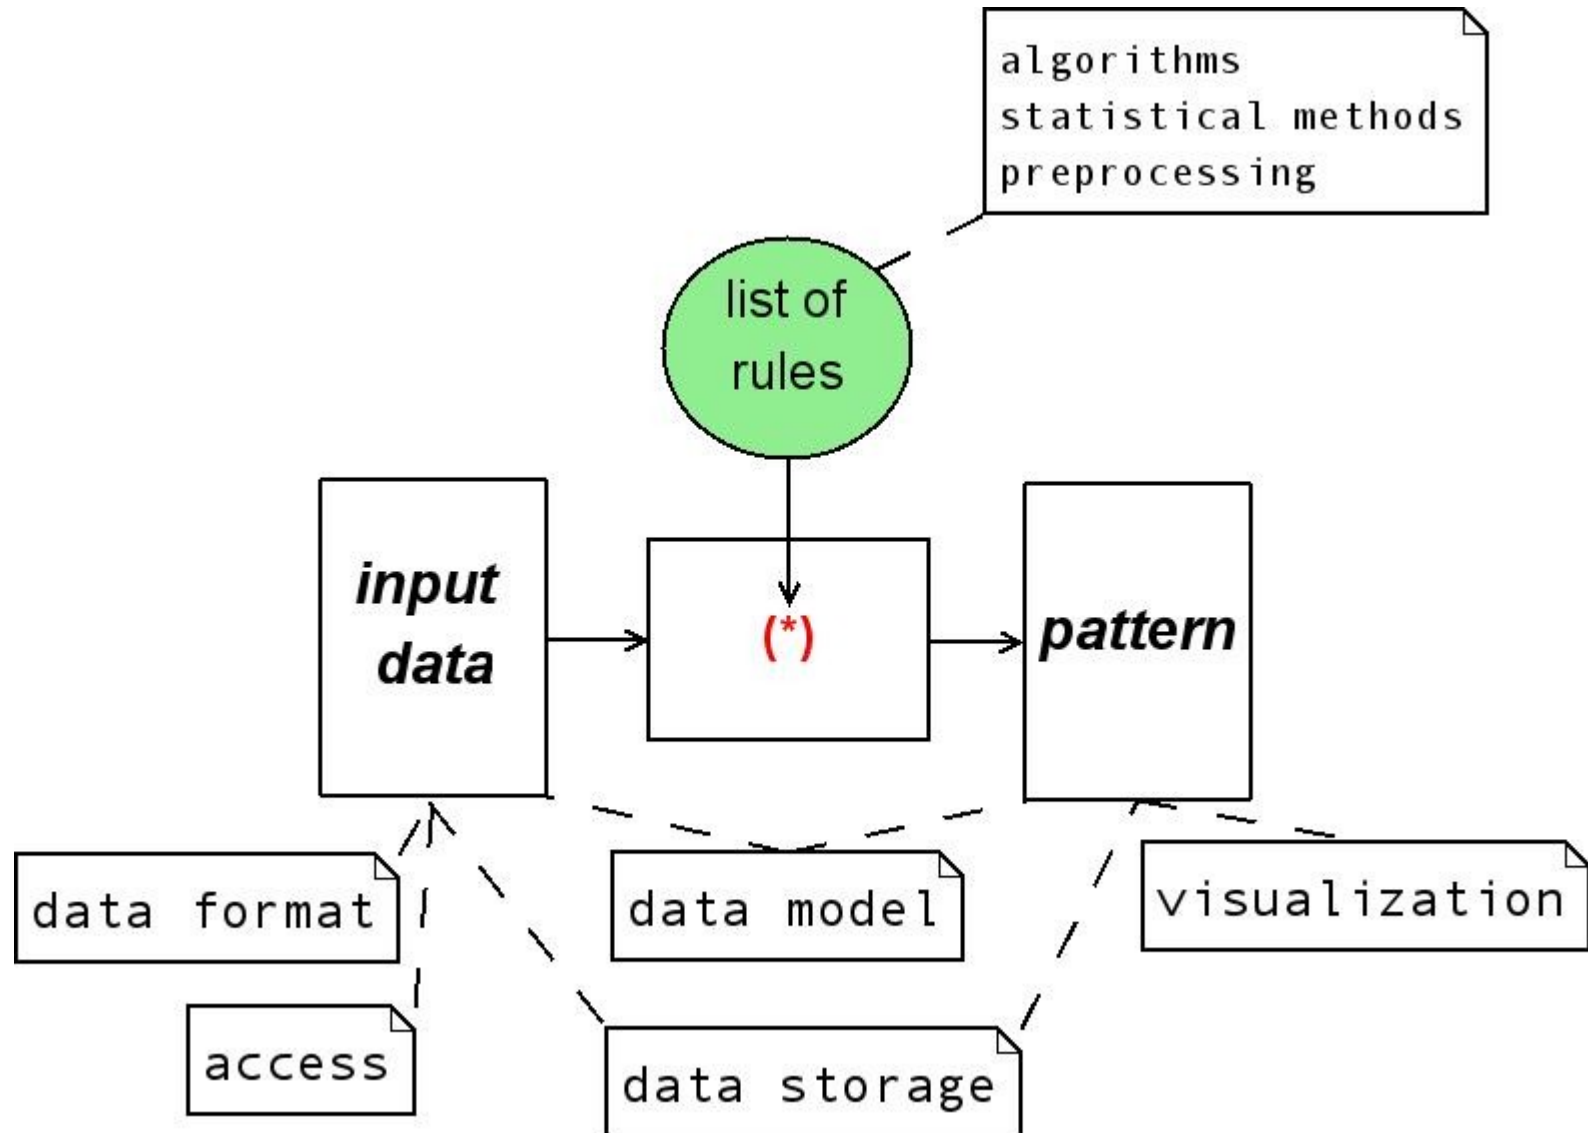 algorithms
statistical methods
preprocessing
list of
rules
input
data
(*)
pattern
data format
data model
visualization
access
data storage